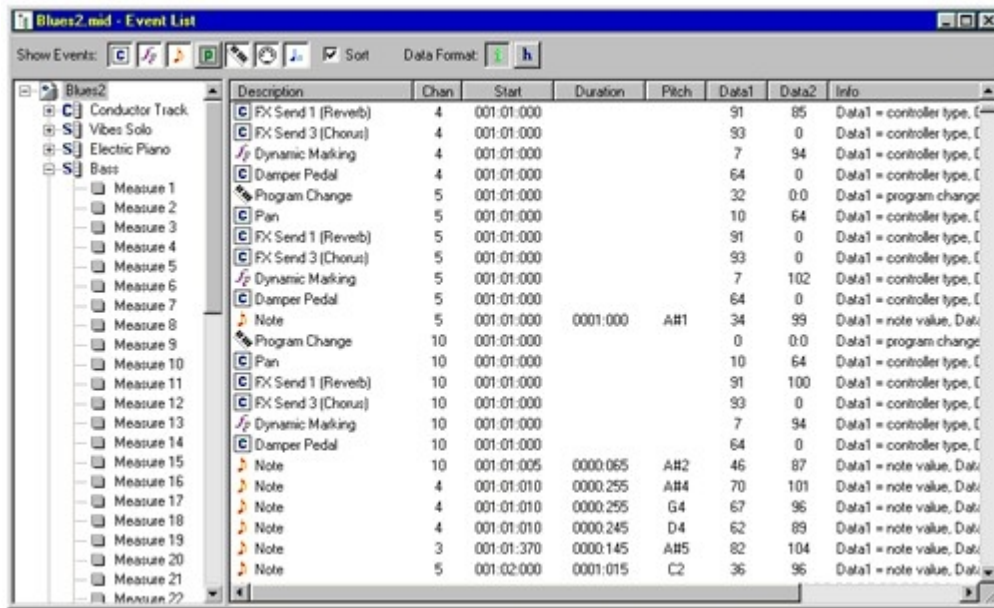 Blues2.mid - Event List
Show Events: C P Sort Data Format: i h
Blues2
C Conductor Track
S Vibes Solo
S Electric Piano
S Bass
Measure 1
Measure 2
Measure 3
Measure 4
Measure 5
Measure 6
Measure 7
Measure 8
Measure 9
Measure 10
Measure 11
Measure 12
Measure 13
Measure 14
Measure 15
Measure 16
Measure 17
Measure 18
Measure 19
Measure 20
Measure 21
Measure 22
Description Chan Start Duration Pitch Data1 Data2 Info
C FX Send 1 (Reverb) 4 001:01:000 91 85 Data1 = controller type,
C FX Send 3 (Chorus) 4 001:01:000 93 0 Data1 = controller type,
Dynamic Marking 4 001:01:000 7 94 Data1 = controller type,
C Damper Pedal 4 001:01:000 64 0 Data1 = controller type,
Program Change 5 001:01:000 32 0:0 Data1 = program change
C Pan 5 001:01:000 10 64 Data1 = controller type,
C FX Send 1 (Reverb) 5 001:01:000 91 0 Data1 = controller type,
C FX Send 3 (Chorus) 5 001:01:000 93 0 Data1 = controller type,
Dynamic Marking 5 001:01:000 7 102 Data1 = controller type,
C Damper Pedal 5 001:01:000 64 0 Data1 = controller type,
Note 5 001:01:000 0001:000 A#1 34 99 Data1 = note value, Data
Program Change 10 001:01:000 0 0:0 Data1 = program change
C Pan 10 001:01:000 10 64 Data1 = controller type,
C FX Send 1 (Reverb) 10 001:01:000 91 100 Data1 = controller type,
C FX Send 3 (Chorus) 10 001:01:000 93 0 Data1 = controller type,
Dynamic Marking 10 001:01:000 7 94 Data1 = controller type,
C Damper Pedal 10 001:01:000 64 0 Data1 = controller type,
Note 10 001:01:005 0000:065 A#2 46 87 Data1 = note value, Data
Note 4 001:01:010 0000:255 A#4 70 101 Data1 = note value, Data
Note 4 001:01:010 0000:255 G4 67 96 Data1 = note value, Data
Note 4 001:01:010 0000:245 D4 62 89 Data1 = note value, Data
Note 3 001:01:370 0000:145 A#5 82 104 Data1 = note value, Data
Note 5 001:02:000 0001:015 C2 36 96 Data1 = note value, Data